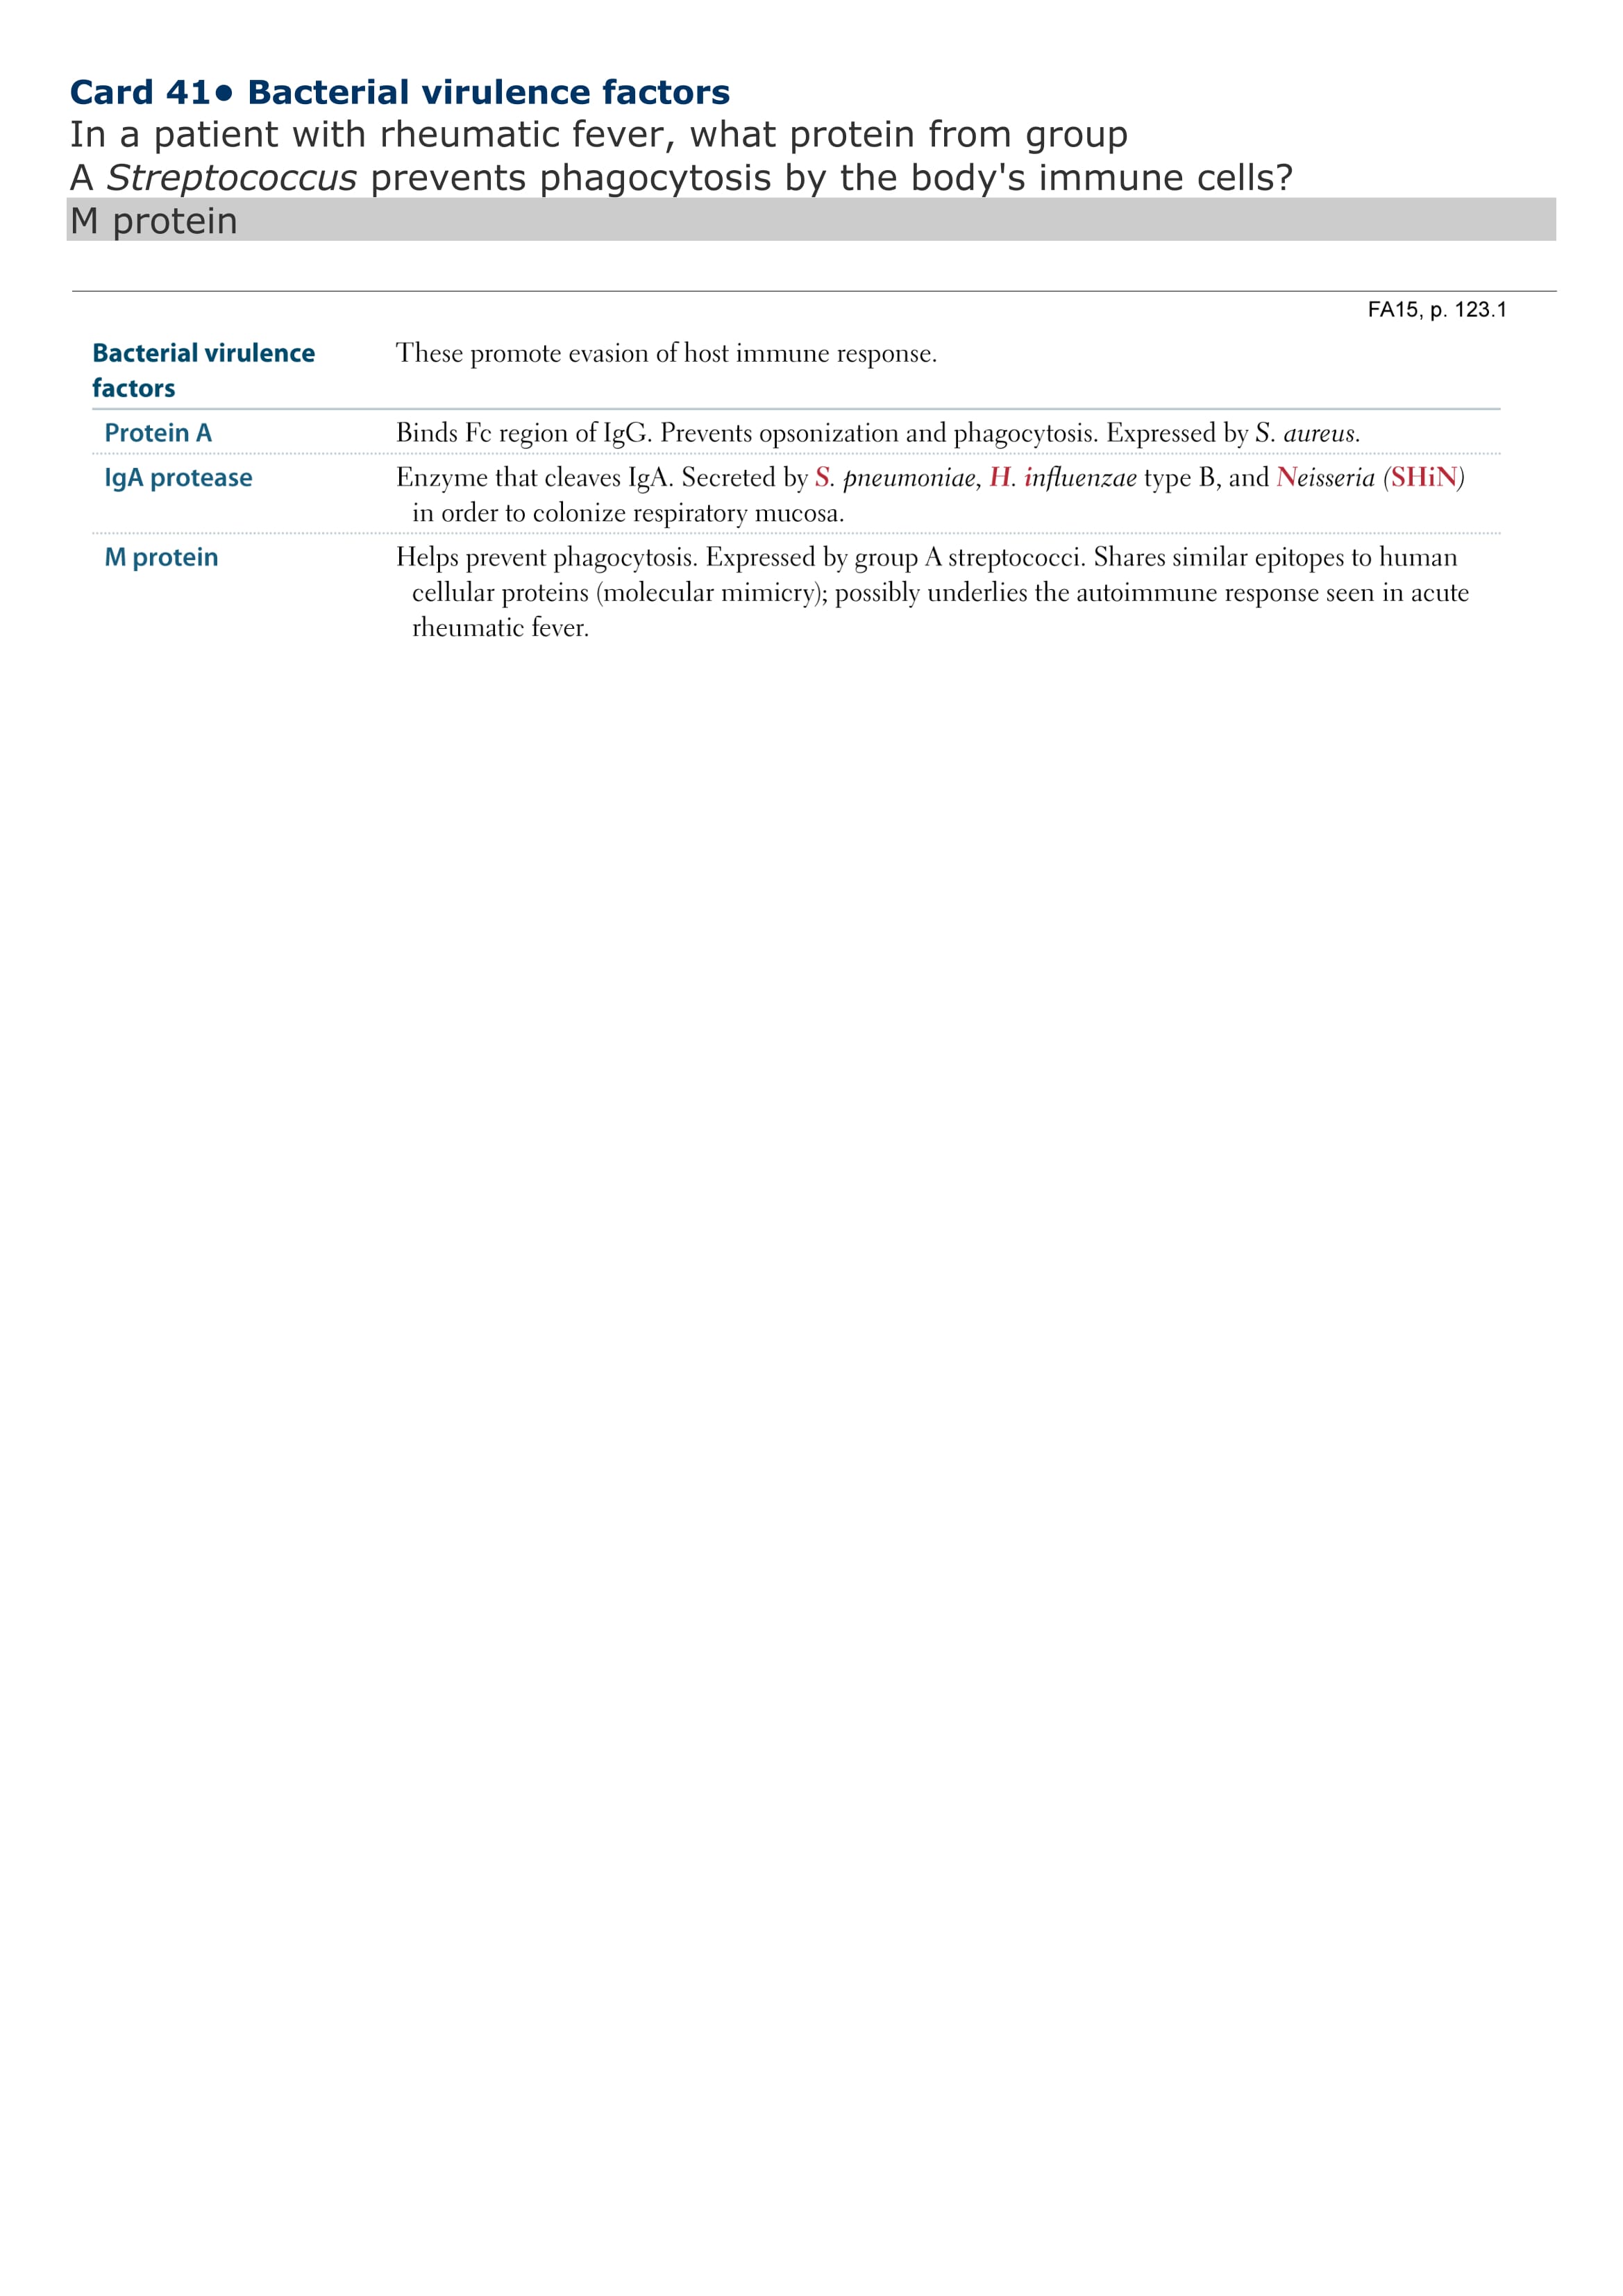 Card 41● Bacterial virulence factors
In a patient with rheumatic fever, what protein from group
A Streptococcus prevents phagocytosis by the body's immune cells?
M protein
FA15, p. 123.1
Bacterial virulence factors
These promote evasion of host immune response.
Protein A
Binds Fc region of IgG. Prevents opsonization and phagocytosis. Expressed by S. aureus.
IgA protease
Enzyme that cleaves IgA. Secreted by S. pneumoniae, H. influenzae type B, and Neisseria (SHiN)
in order to colonize respiratory mucosa.
M protein
Helps prevent phagocytosis. Expressed by group A streptococci. Shares similar epitopes to human
cellular proteins (molecular mimicry); possibly underlies the autoimmune response seen in acute
rheumatic fever.